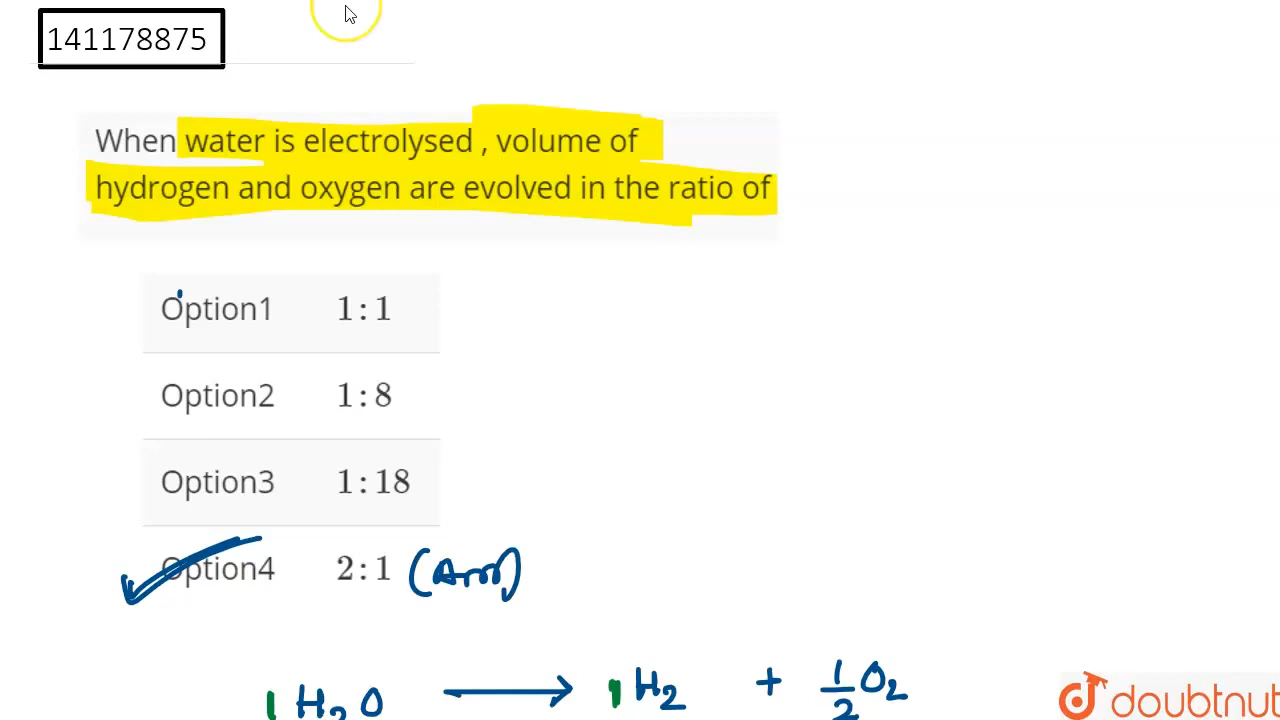 141178875
When water is electrolysed , volume of
hydrogen and oxygen are evolved in the ratio of
Option1 1 : 1
Option2 1 : 8
Option3 1 : 18
Option4 2 : 1 (Ans)
1 H₂O ⟶ 1 H₂ + 1/2 O₂
doubtnut